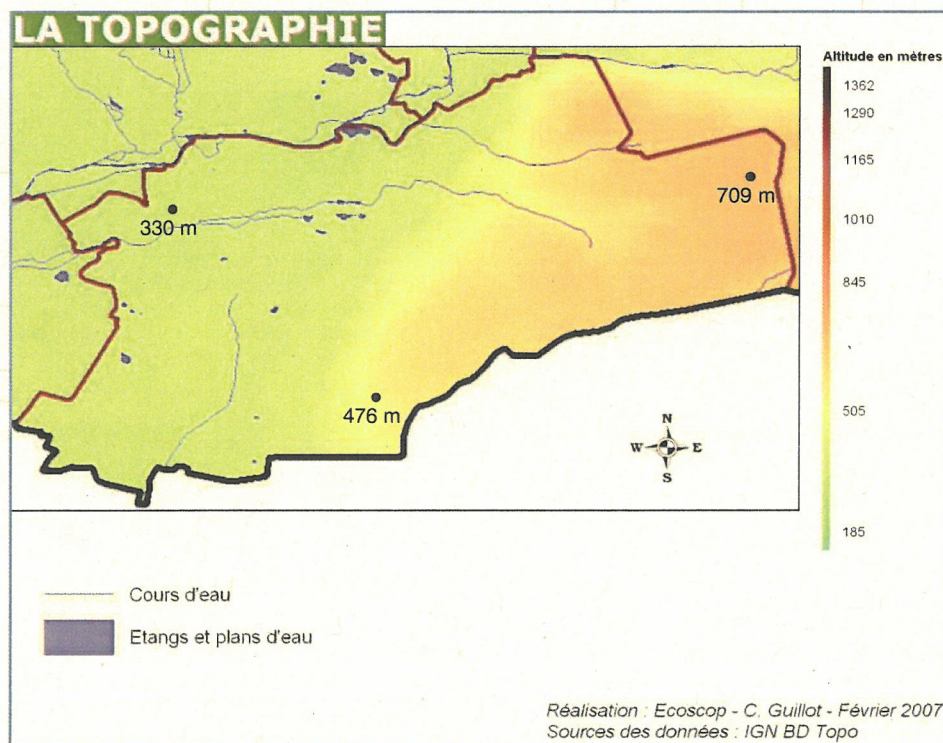 LA TOPOGRAPHIE
Altitude en mètres
1362
1290
1165
1010
845
505
185
709 m
330 m
476 m
N
W E
S
Cours d'eau
Etangs et plans d'eau
Réalisation : Ecoscop - C. Guillot - Février 2007
Sources des données : IGN BD Topo